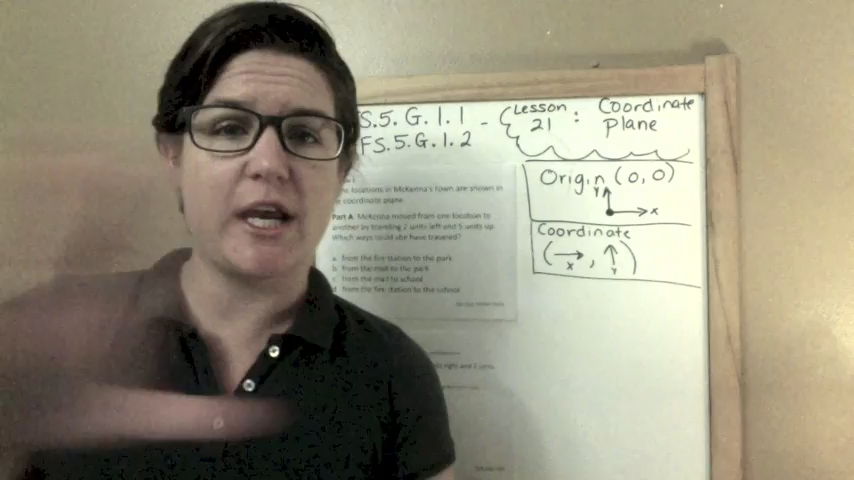 S.5.G.1.1 - Lesson 21 : Coordinate Plane
FS.5.G.1.2
Origin (0, 0)
Y
X
Coordinate
( → , ↑ )
X Y
locations in McKenna's town are shown in
coordinate plane.
Part A McKenna moved from one location to
another by traveling 2 units left and 5 units up.
Which ways could she have traveled?
a from the fire station to the park
b from the mall to the park
c from the mall to school
d from the fire station to the school
right and